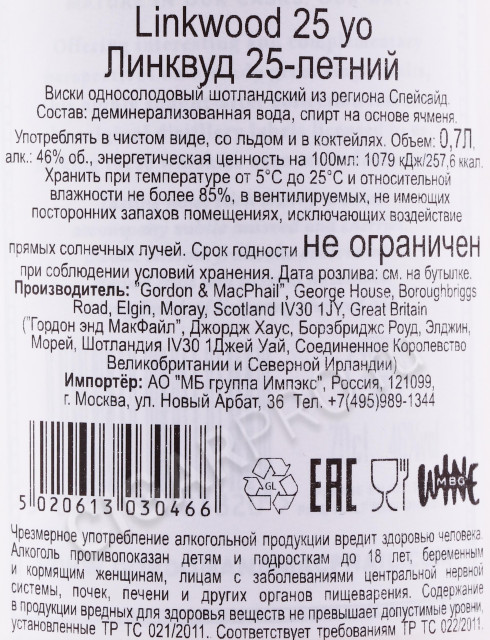 Linkwood 25 yo
Линквуд 25-летний
Виски односолодовый шотландский из региона Спейсайд.
Состав: деминерализованная вода, спирт на основе ячменя.
Употреблять в чистом виде, со льдом и в коктейлях. Объем: 0,7Л,
алк.: 46% об., энергетическая ценность на 100мл: 1079 кДж/257,6 ккал.
Хранить при температуре от 5°C до 25°C и относительной
влажности не более 85%, в вентилируемых, не имеющих
посторонних запахов помещениях, исключающих воздействие
прямых солнечных лучей. Срок годности не ограничен
при соблюдении условий хранения. Дата розлива: см. на бутылке.
Производитель: "Gordon & MacPhail", George House, Boroughbriggs
Road, Elgin, Moray, Scotland IV30 1JY, Great Britain
("Гордон энд МакФайл", Джордж Хаус, Борэбриджс Роуд, Элджин,
Морей, Шотландия IV30 1Джей Уай, Соединенное Королевство
Великобритании и Северной Ирландии)
Импортёр: АО "МБ группа Импэкс", Россия, 121099,
г. Москва, ул. Новый Арбат, 36 Тел. +7(495)989-1344
5 020613 030466
GL
EAC
WINE
MBG
Чрезмерное употребление алкогольной продукции вредит здоровью человека.
Алкоголь противопоказан детям и подросткам до 18 лет, беременным
и кормящим женщинам, лицам с заболеваниями центральной нервной
системы, почек, печени и других органов пищеварения. Содержание
в продукции вредных для здоровья веществ не превышает допустимые уровни,
установленные ТР ТС 021/2011. Соответствует требованиям ТР ТС 022/2011.